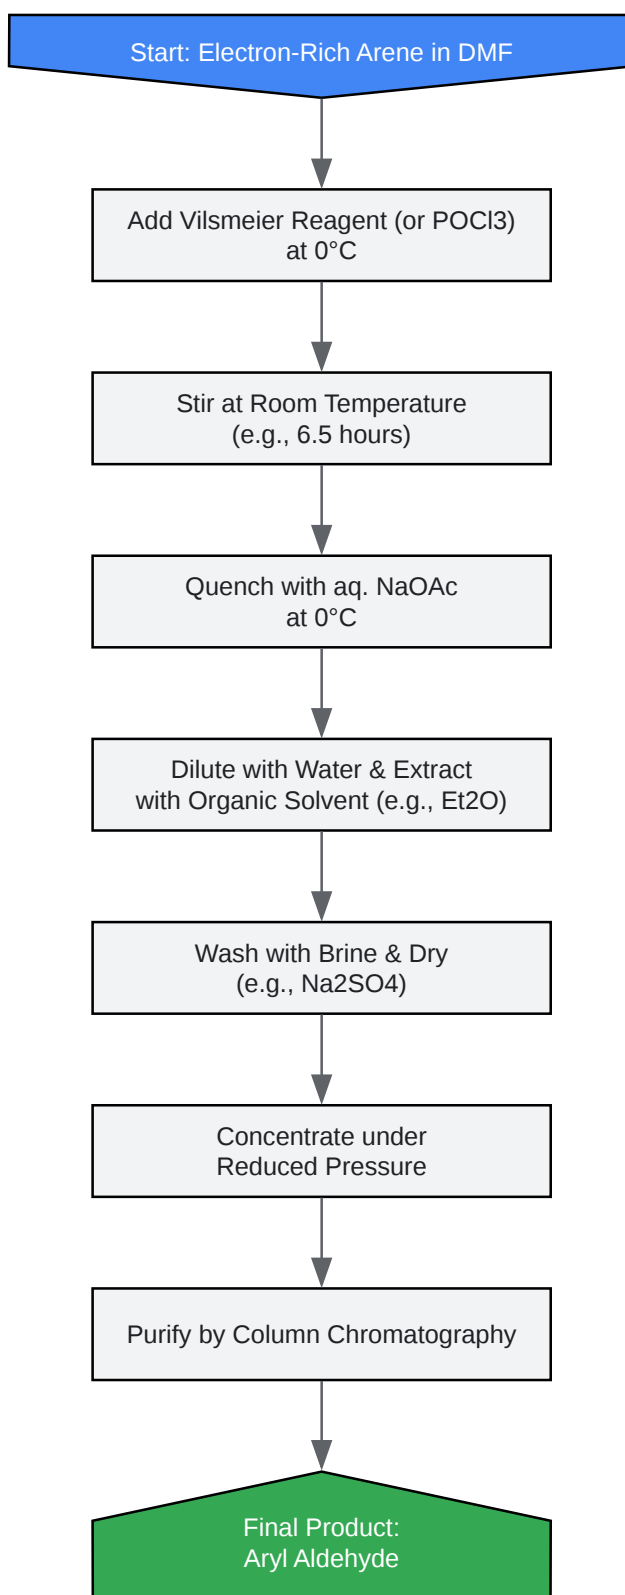 Start: Electron-Rich Arene in DMF
Add Vilsmeier Reagent (or POCl3)
at 0°C
Stir at Room Temperature
(e.g., 6.5 hours)
Quench with aq. NaOAc
at 0°C
Dilute with Water & Extract
with Organic Solvent (e.g., Et2O)
Wash with Brine & Dry
(e.g., Na2SO4)
Concentrate under
Reduced Pressure
Purify by Column Chromatography
Final Product:
Aryl Aldehyde